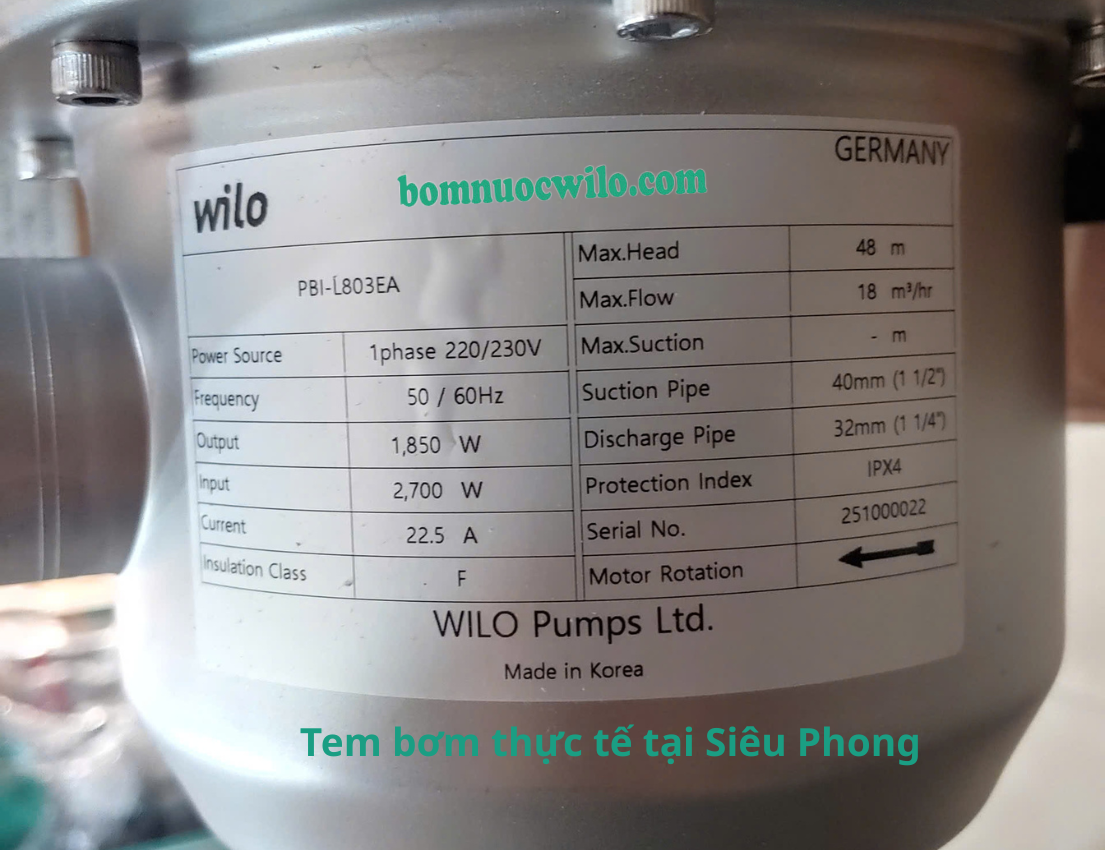 GERMANY
wilo
bomnuocwilo.com
PBI-L803EA
Power Source 1phase 220/230V
Frequency 50 / 60Hz
Output 1,850 W
Input 2,700 W
Current 22.5 A
Insulation Class F
Max.Head 48 m
Max.Flow 18 m³/hr
Max.Suction - m
Suction Pipe 40mm (1 1/2")
Discharge Pipe 32mm (1 1/4")
Protection Index IPX4
Serial No. 251000022
Motor Rotation
WILO Pumps Ltd.
Made in Korea
Tem bơm thực tế tại Siêu Phong